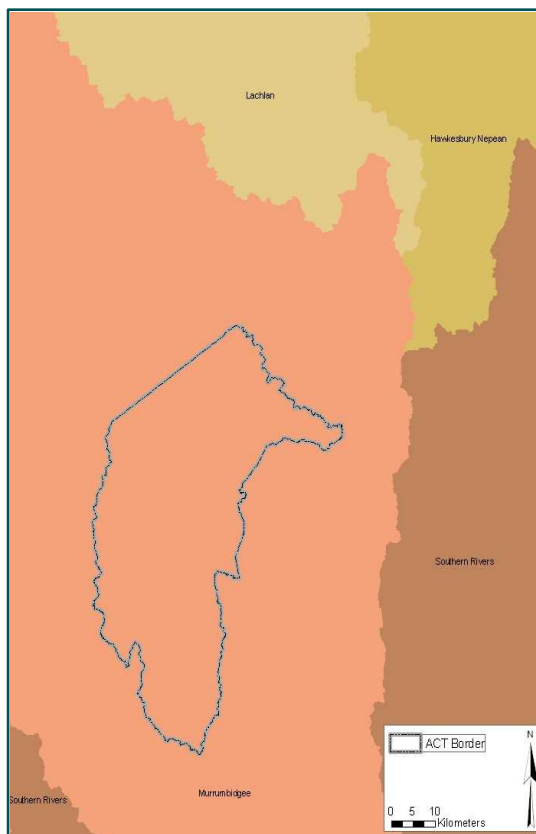 Lachlan
Hawkesbury Nepean
Southern Rivers
Murrumbidgee
Southern Rivers
ACT Border
N
0 5 10
Kilometers